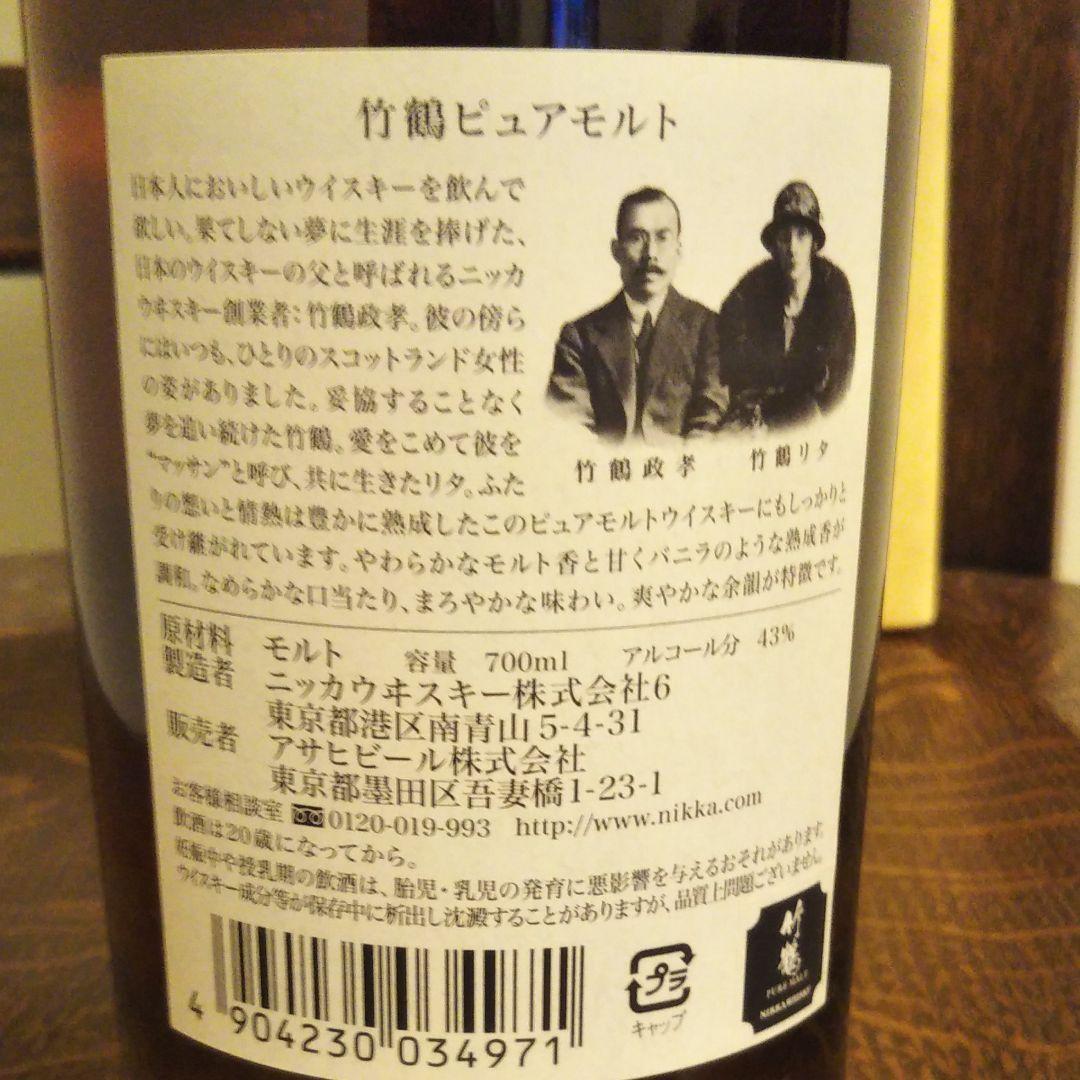 竹鶴ピュアモルト
日本人においしいウイスキーを飲んで
欲しい。果てしない夢に生涯を捧げた、
日本のウイスキーの父と呼ばれるニッカ
ウヰスキー創業者：竹鶴政孝。彼の傍ら
にはいつも、ひとりのスコットランド女性
の姿がありました。妥協することなく
夢を追い続けた竹鶴。愛をこめて彼を
“マッサン”と呼び、共に生きたリタ。ふた
りの想いと情熱は豊かに熟成したこのピュアモルトウイスキーにもしっかりと
受け継がれています。やわらかなモルト香と甘くバニラのような熟成香が
調和。なめらかな口当たり、まろやかな味わい。爽やかな余韻が特徴です。
竹鶴政孝 竹鶴リタ
原材料 モルト 容量 700ml アルコール分 43%
製造者 ニッカウヰスキー株式会社6
東京都港区南青山5-4-31
販売者 アサヒビール株式会社
東京都墨田区吾妻橋1-23-1
お客様相談室 0120-019-993 http://www.nikka.com
飲酒は20歳になってから。
妊娠中や授乳期の飲酒は、胎児・乳児の発育に悪影響を与えるおそれがあります。
ウイスキー成分等が保存中に析出し沈澱することがありますが、品質上問題ございません。
4 904230 034971
プラ
キャップ
竹鶴
PURE MALT
NIKKA WHISKY